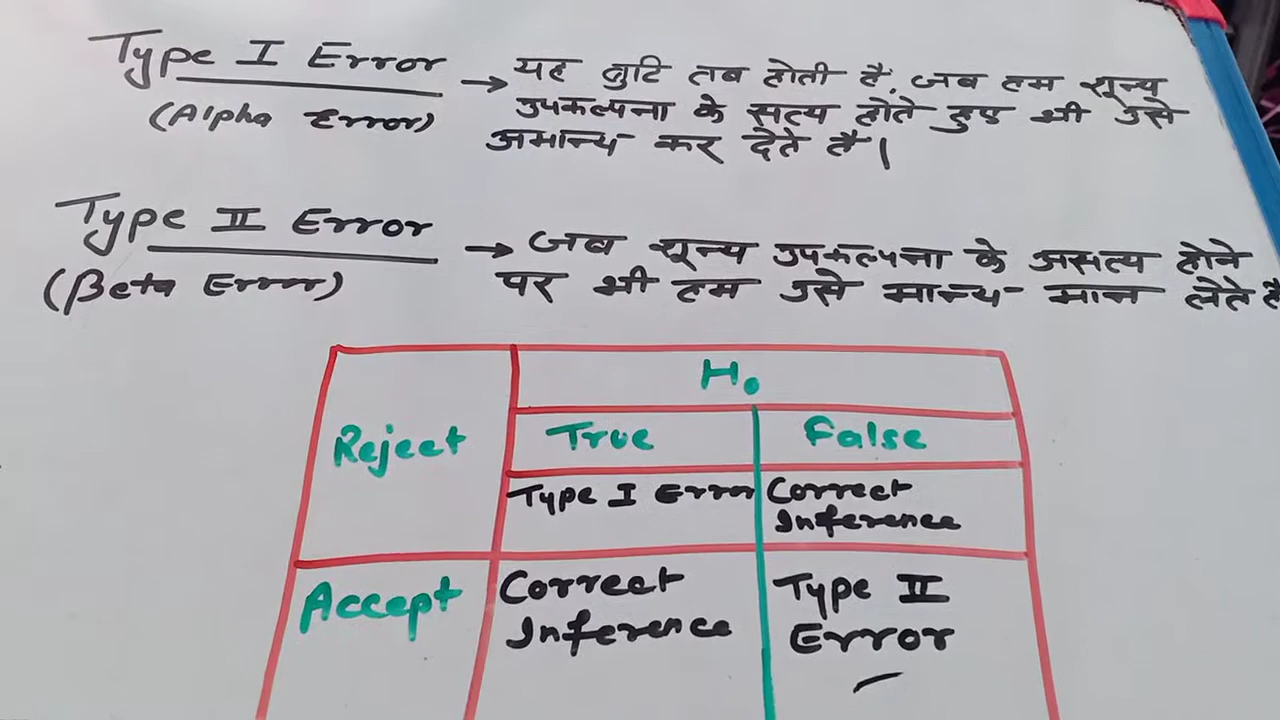 Type I Error → यह त्रुटि तब होती है, जब हम शून्य
(Alpha Error) उपकल्पना के सत्य होते हुए भी उसे
अमान्य कर देते है।
Type II Error → जब शून्य उपकल्पना के असत्य होने
(Beta Error) पर भी हम उसे मान्य मान लेते है
H₀
Reject True False
Type I Error Correct Inference
Accept Correct Inference Type II Error